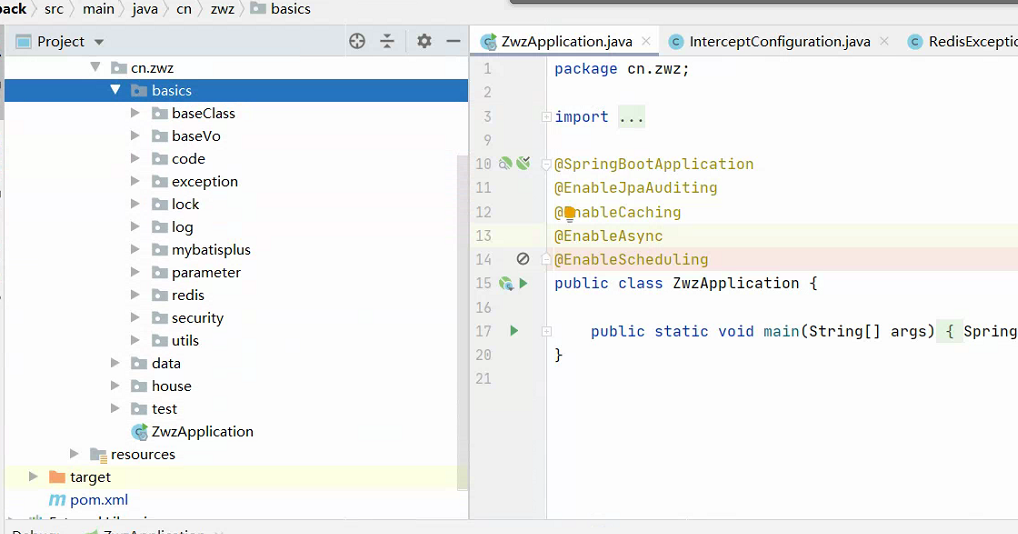 back src main java cn zwz basics
Project
ZwzApplication.java
InterceptConfiguration.java
RedisExceptio
cn.zwz
basics
baseClass
baseVo
code
exception
lock
log
mybatisplus
parameter
redis
security
utils
data
house
test
ZwzApplication
resources
target
pom.xml
1 package cn.zwz;
2
3 import ...
9
10 @SpringBootApplication
11 @EnableJpaAuditing
12 @EnableCaching
13 @EnableAsync
14 @EnableScheduling
15 public class ZwzApplication {
16
17 public static void main(String[] args) { Spring
20 }
21